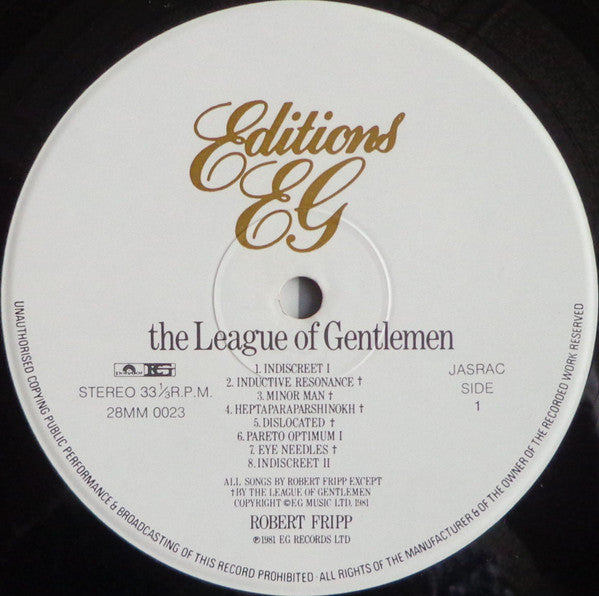 Editions
EG
the League of Gentlemen
1. INDISCREET I
2. INDUCTIVE RESONANCE †
3. MINOR MAN †
4. HEPTAPARAPARSHINOKH †
5. DISLOCATED †
6. PARETO OPTIMUM I
7. EYE NEEDLES †
8. INDISCREET II
STEREO 33 1/3 R.P.M.
28MM 0023
JASRAC
SIDE
1
ALL SONGS BY ROBERT FRIPP EXCEPT
† BY THE LEAGUE OF GENTLEMEN
COPYRIGHT ©EG MUSIC LTD, 1981
ROBERT FRIPP
℗1981 EG RECORDS LTD
UNAUTHORISED COPYING PUBLIC PERFORMANCE & BROADCASTING OF THIS RECORD PROHIBITED · ALL RIGHTS OF THE MANUFACTURER & OF THE OWNER OF THE RECORDED WORK RESERVED